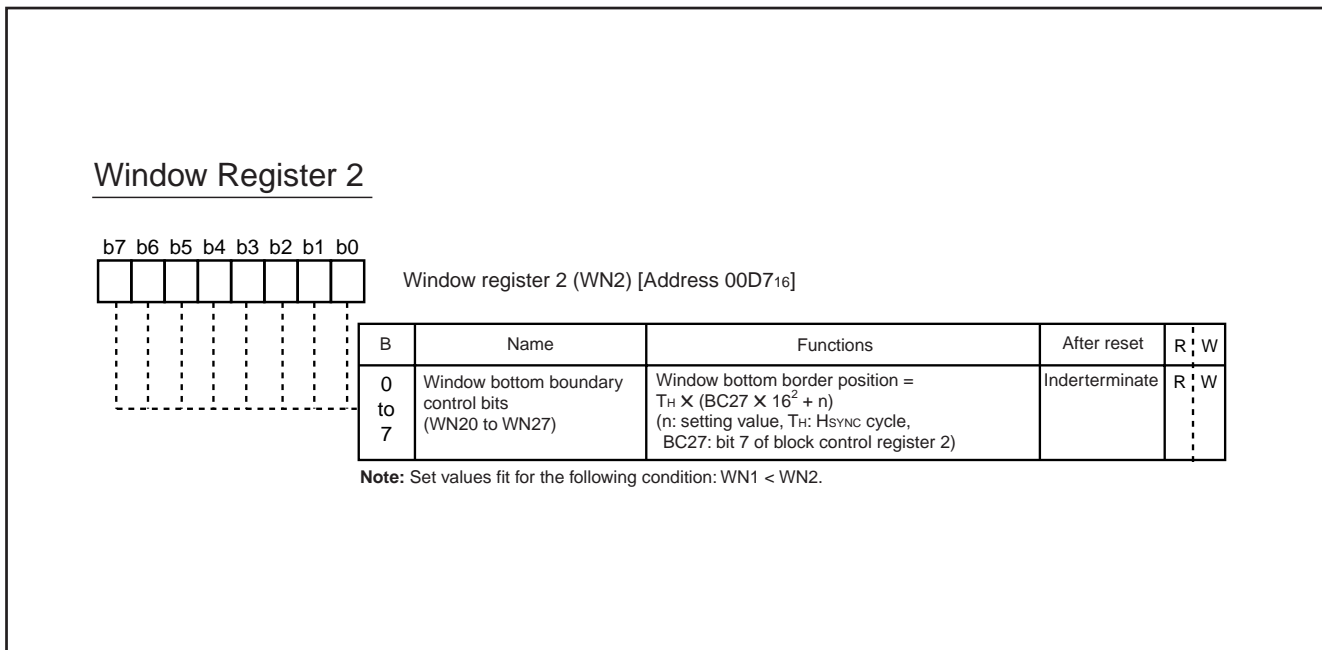 Window Register 2
b7 b6 b5 b4 b3 b2 b1 b0
Window register 2 (WN2) [Address 00D7₁₆]
B Name Functions After reset R W
0 to 7
Window bottom boundary
control bits
(WN20 to WN27)
Window bottom border position =
TH X (BC27 X 16² + n)
(n: setting value, TH: HSYNC cycle,
BC27: bit 7 of block control register 2)
Inderterminate
R W
Note: Set values fit for the following condition: WN1 < WN2.